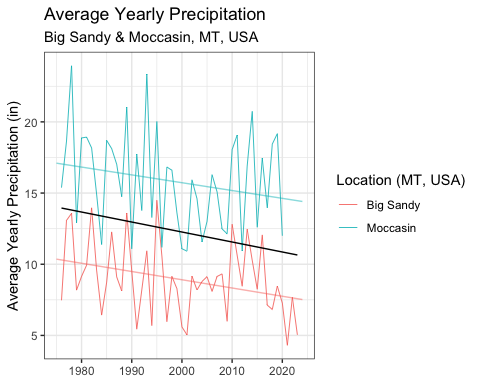 Average Yearly Precipitation
Big Sandy & Moccasin, MT, USA
Average Yearly Precipitation (in)
20
15
10
5
1980
1990
2000
2010
2020
Location (MT, USA)
Big Sandy
Moccasin